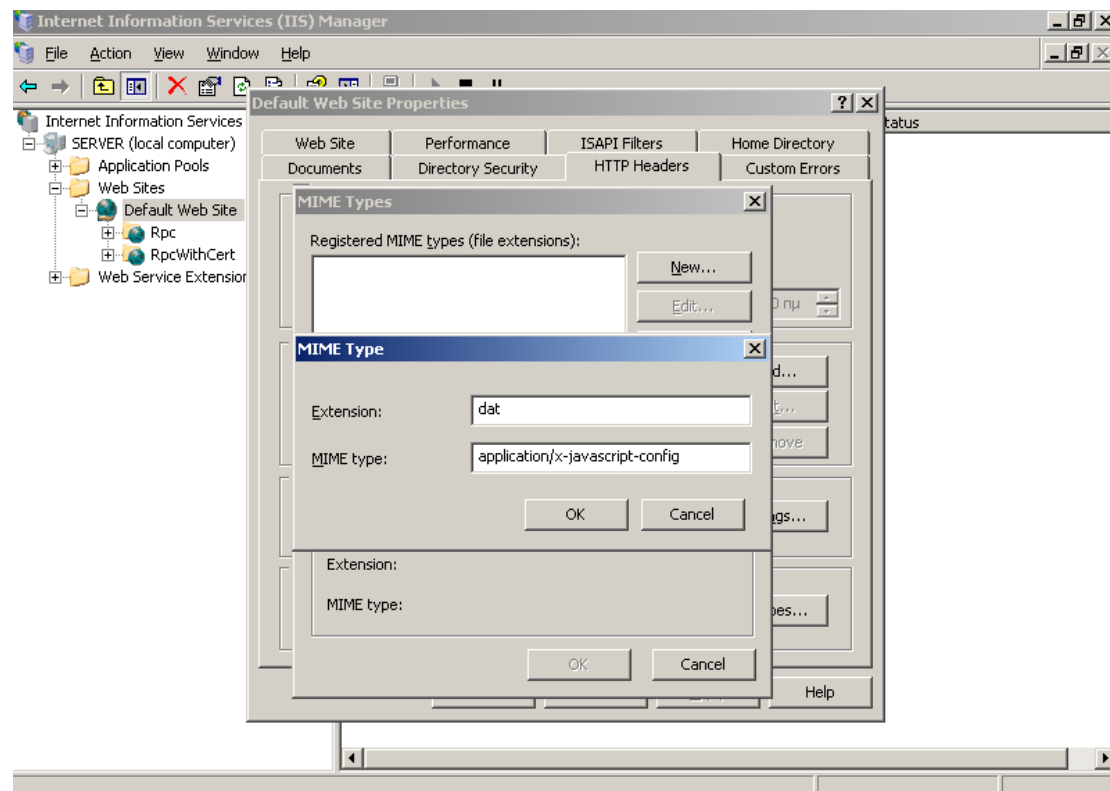 Internet Information Services (IIS) Manager
File Action View Window Help
Internet Information Services
SERVER (local computer)
Application Pools
Web Sites
Default Web Site
Rpc
RpcWithCert
Web Service Extension
Default Web Site Properties
Web Site Performance ISAPI Filters Home Directory
Documents Directory Security HTTP Headers Custom Errors
MIME Types
Registered MIME types (file extensions):
New...
Edit...
MIME Type
Extension: dat
MIME type: application/x-javascript-config
OK Cancel
Extension:
MIME type:
OK Cancel
Help